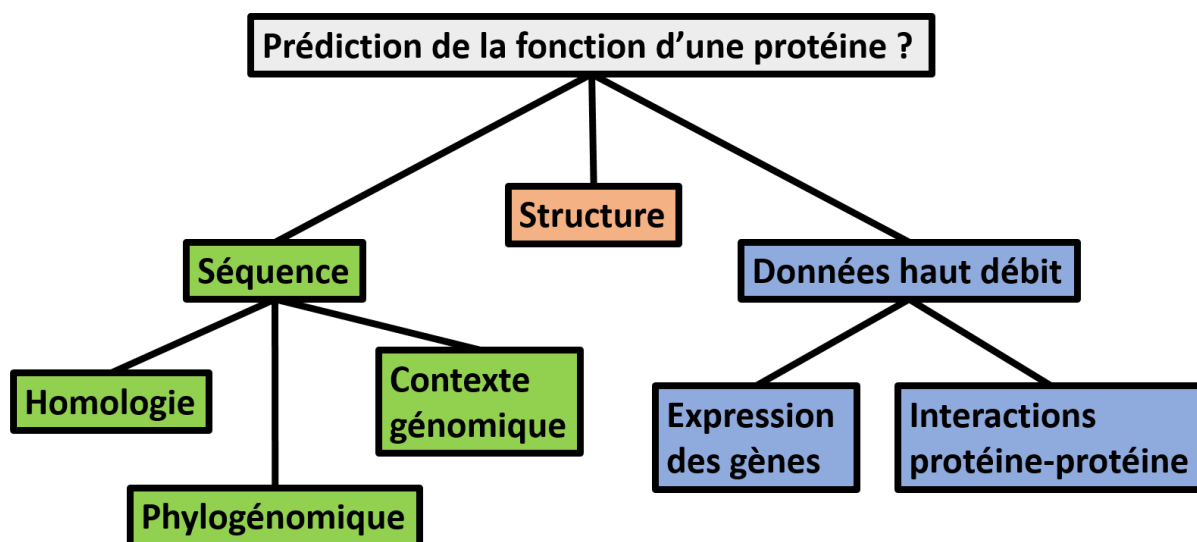 Prédiction de la fonction d’une protéine ?
Structure
Séquence
Données haut débit
Homologie
Contexte
génomique
Phylogénomique
Expression
des gènes
Interactions
protéine-protéine